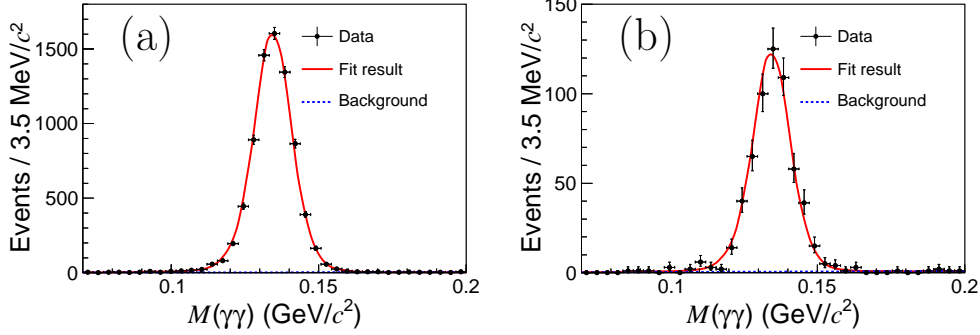 (a)
Data
Fit result
Background
Events / 3.5 MeV/c²
1500
1000
500
0
0.1
0.15
0.2
M(γγ) (GeV/c²)
(b)
Data
Fit result
Background
Events / 3.5 MeV/c²
150
100
50
0
0.1
0.15
0.2
M(γγ) (GeV/c²)